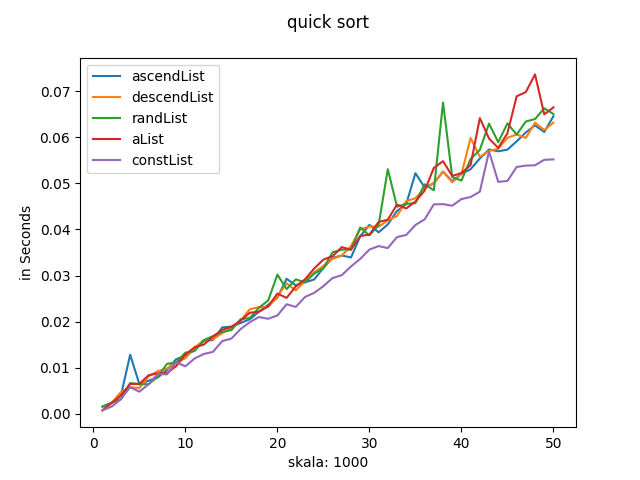 quick sort
ascendList
descendList
randList
aList
constList
in Seconds
0.07
0.06
0.05
0.04
0.03
0.02
0.01
0.00
0 10 20 30 40 50
skala: 1000